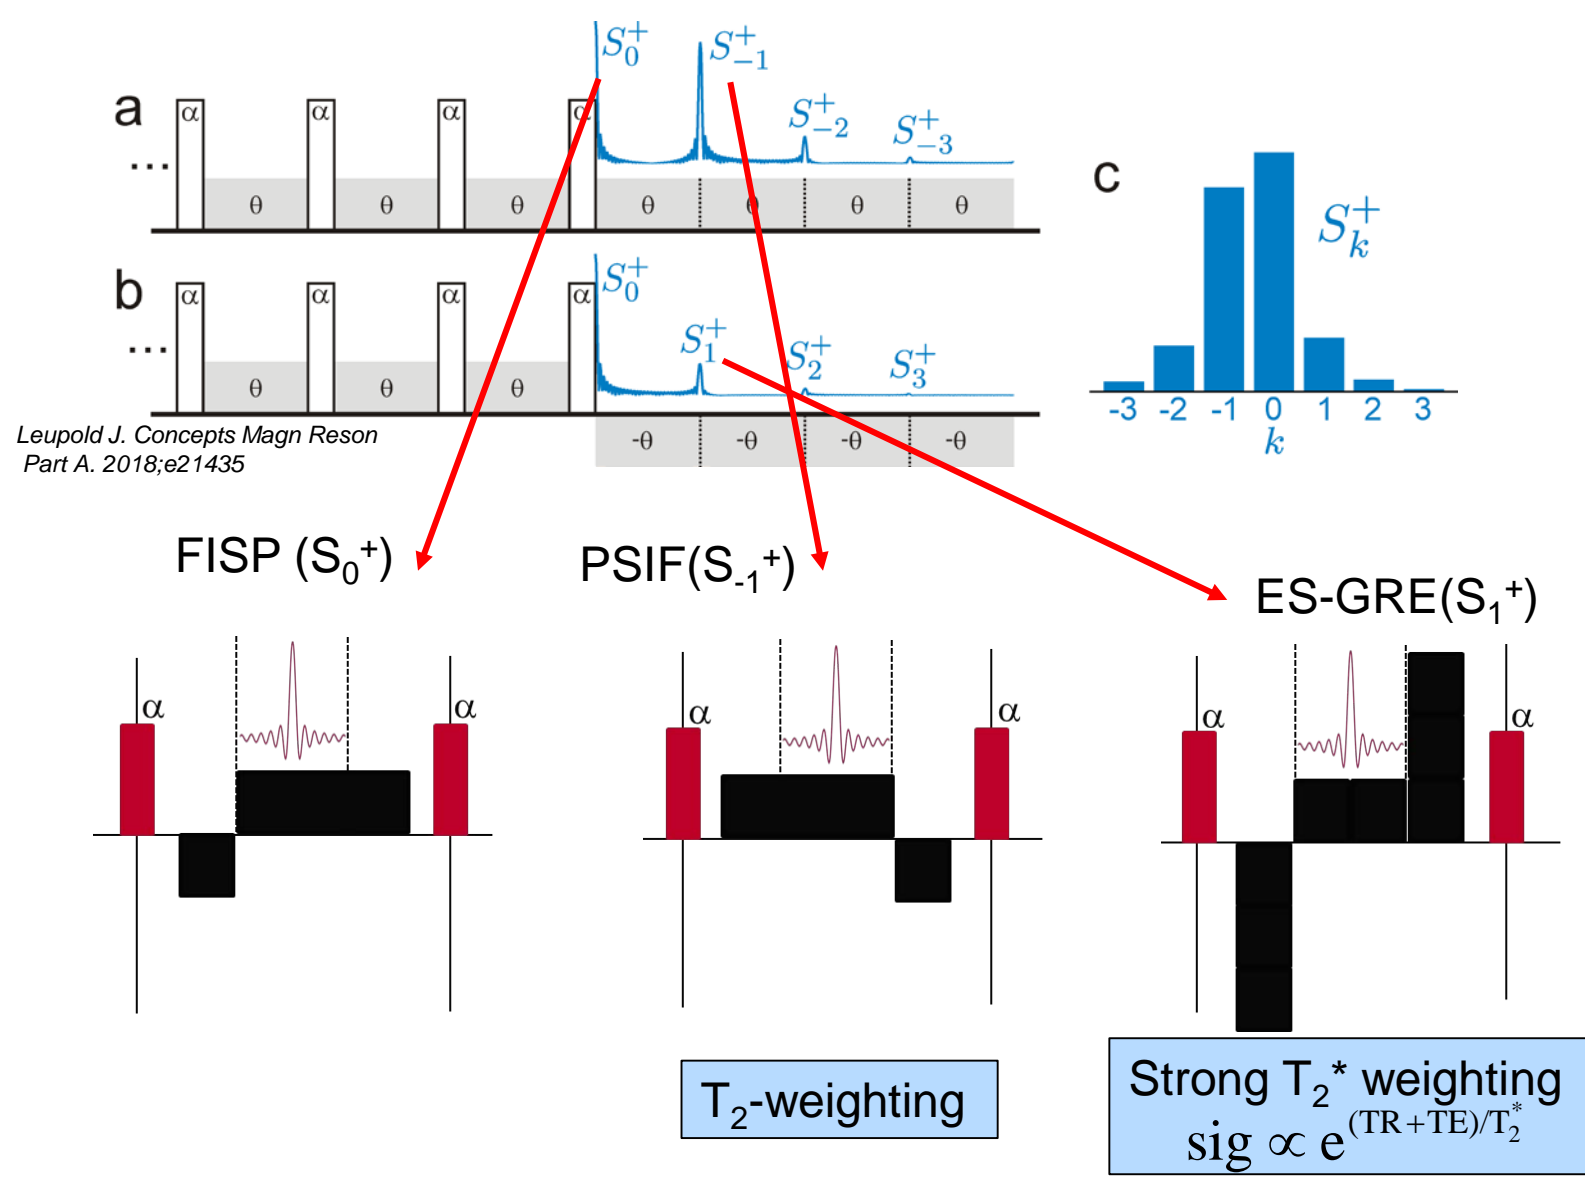 a
α α α α
S₀⁺ S₋₁⁺ S₋₂⁺ S₋₃⁺
...
θ θ θ θ θ θ θ
b
α α α α
S₀⁺ S₁⁺ S₂⁺ S₃⁺
...
θ θ θ
-θ -θ -θ -θ
c
Sₖ⁺
-3 -2 -1 0 1 2 3
k
Leupold J. Concepts Magn Reson
Part A. 2018;e21435
FISP (S₀⁺)
PSIF(S₋₁⁺)
ES-GRE(S₁⁺)
α α
α α
α α
T₂-weighting
Strong T₂* weighting
sig ∝ e^(TR+TE)/T₂*